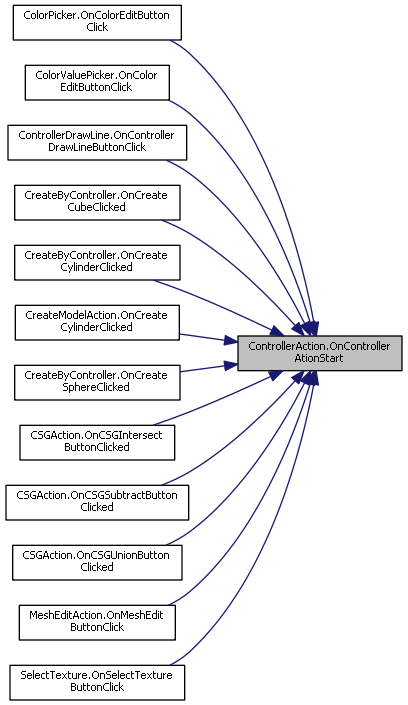 ColorPicker.OnColorEditButton
Click
ColorValuePicker.OnColor
EditButtonClick
ControllerDrawLine.OnController
DrawLineButtonClick
CreateByController.OnCreate
CubeClicked
CreateByController.OnCreate
CylinderClicked
CreateModelAction.OnCreate
CylinderClicked
ControllerAction.OnController
AtionStart
CreateByController.OnCreate
SphereClicked
CSGAction.OnCSGIntersect
ButtonClicked
CSGAction.OnCSGSubtractButton
Clicked
CSGAction.OnCSGUnionButton
Clicked
MeshEditAction.OnMeshEdit
ButtonClick
SelectTexture.OnSelectTexture
ButtonClick